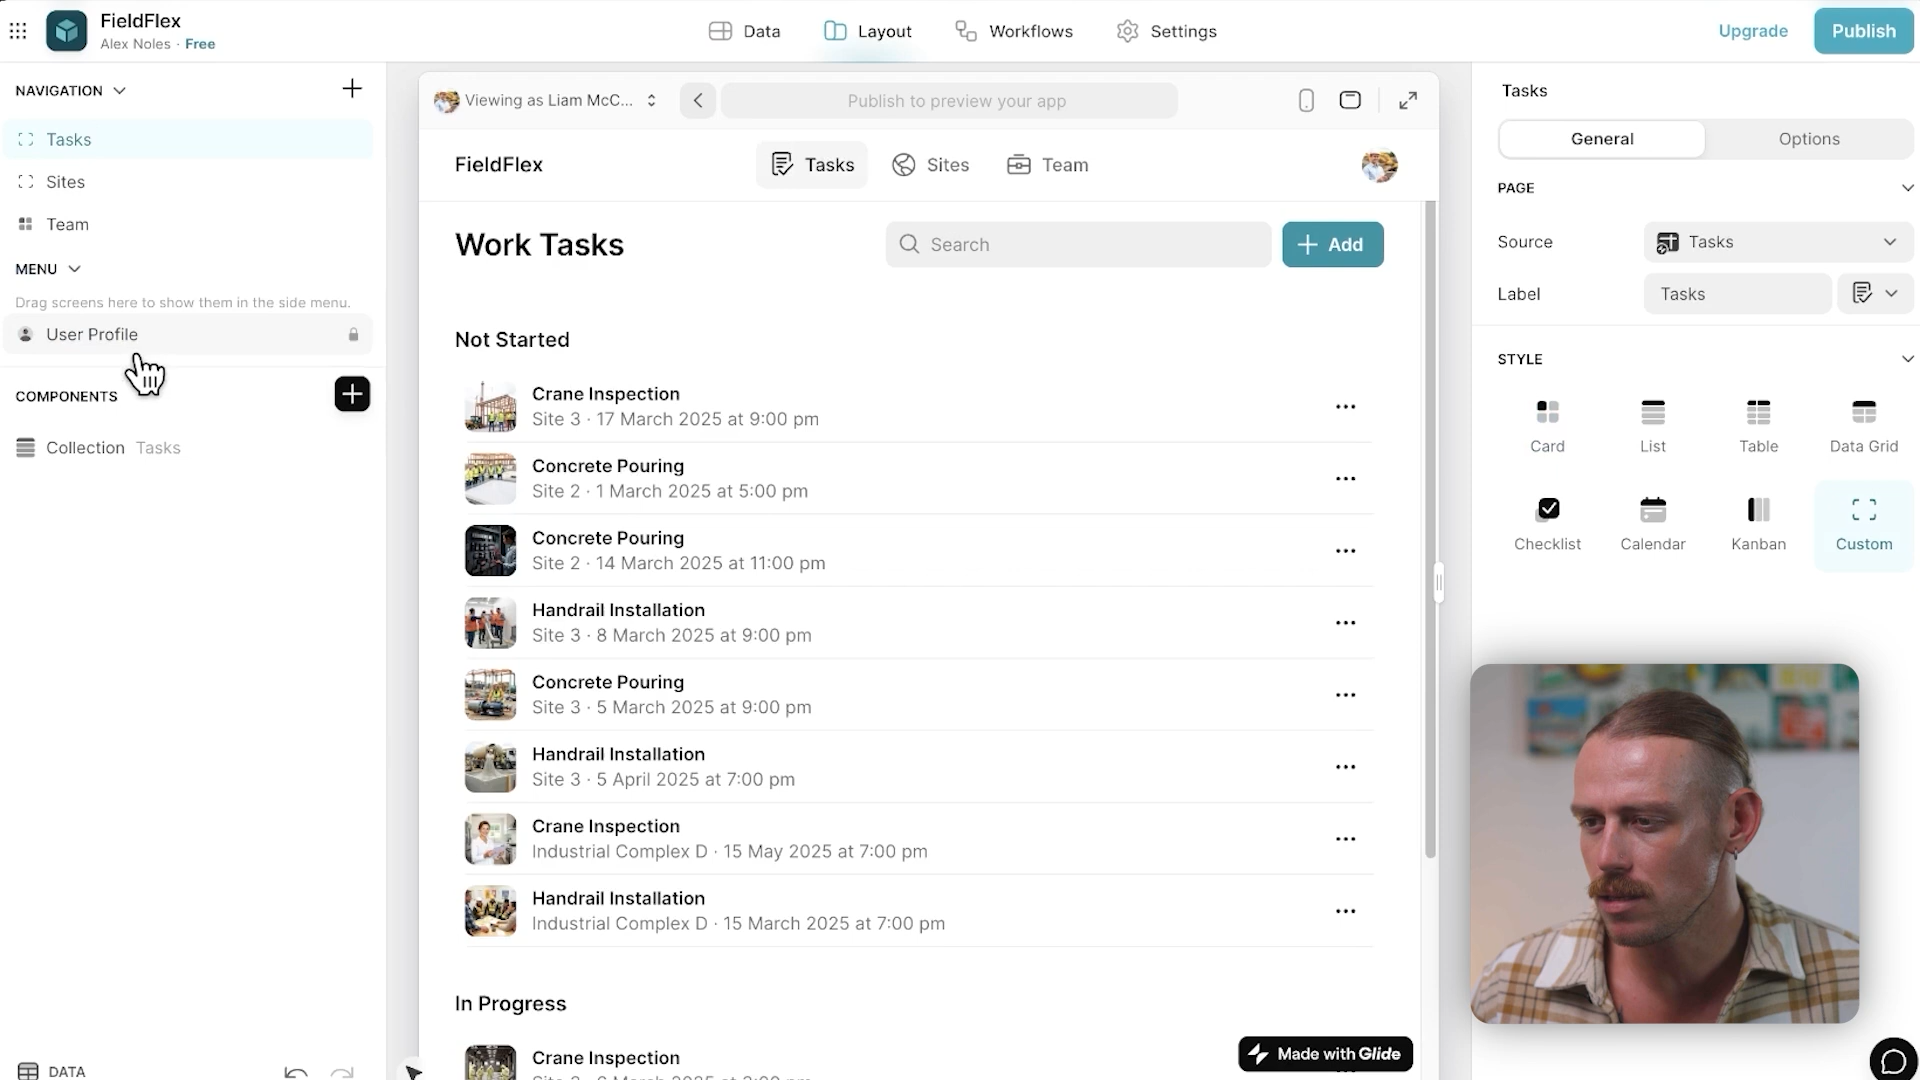 FieldFlex
Alex Noles · Free
Data
Layout
Workflows
Settings
Upgrade
Publish
NAVIGATION
Tasks
Sites
Team
MENU
Drag screens here to show them in the side menu.
User Profile
COMPONENTS
Collection Tasks
DATA
Viewing as Liam McC...
Publish to preview your app
FieldFlex
Tasks
Sites
Team
Work Tasks
Search
Add
Not Started
Crane Inspection
Site 3 · 17 March 2025 at 9:00 pm
Concrete Pouring
Site 2 · 1 March 2025 at 5:00 pm
Concrete Pouring
Site 2 · 14 March 2025 at 11:00 pm
Handrail Installation
Site 3 · 8 March 2025 at 9:00 pm
Concrete Pouring
Site 3 · 5 March 2025 at 9:00 pm
Handrail Installation
Site 3 · 5 April 2025 at 7:00 pm
Crane Inspection
Industrial Complex D · 15 May 2025 at 7:00 pm
Handrail Installation
Industrial Complex D · 15 March 2025 at 7:00 pm
In Progress
Crane Inspection
Made with Glide
Tasks
General
Options
PAGE
Source
Tasks
Label
Tasks
STYLE
Card
List
Table
Data Grid
Checklist
Calendar
Kanban
Custom